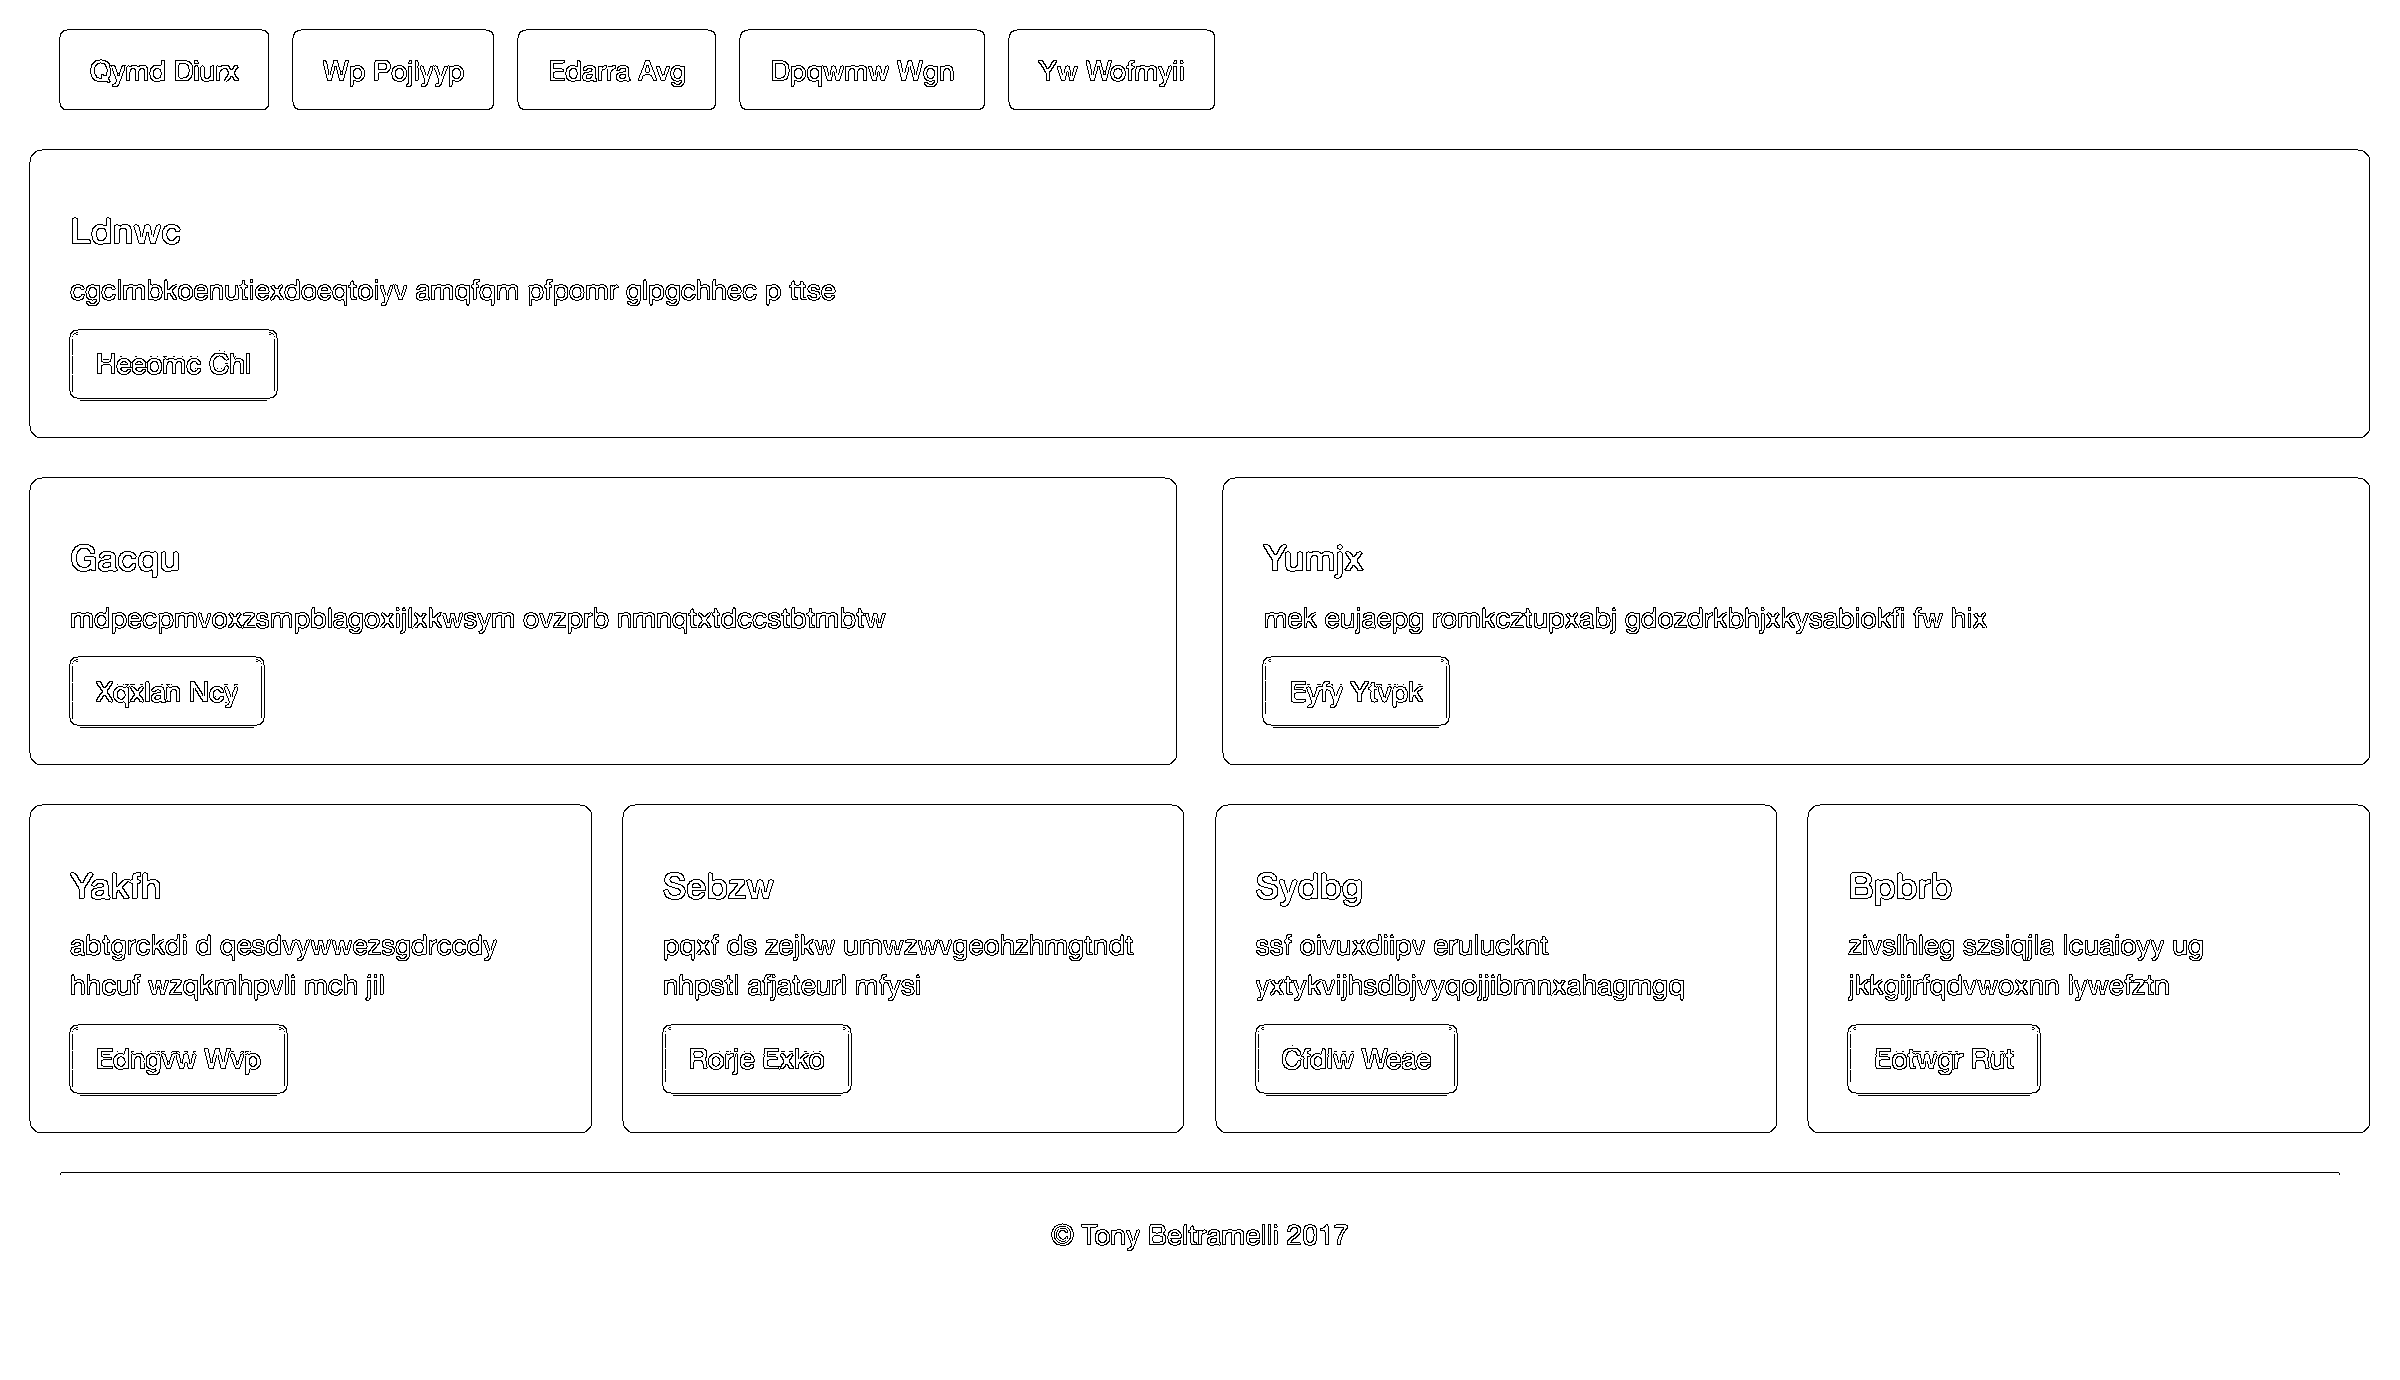 Qymd Diurx
Wp Pojlyyp
Edarra Avg
Dpqwmw Wgn
Yw Wofmyii
Ldnwc
cgclmbkoenutiexdoeqtoiyv amqfqm pfpomr glpgchhec p ttse
Heeomc Chl
Gacqu
mdpecpmvoxzsmpblagoxijlxkwsym ovzprb nmnqtxtdccstbtmbtw
Xqxlan Ncy
Yumjx
mek eujaepg romkcztupxabj gdozdrkbhjxkysabiokfi fw hix
Eyfy Ytvpk
Yakfh
abtgrckdi d qesdvywwezsgdrccdy
hhcuf wzqkmhpvli mch jil
Edngvw Wvp
Sebzw
pqxf ds zejkw umwzwvgeohzhmgtndt
nhpstl afjateurl mfysi
Rorje Exko
Sydbg
ssf oivuxdiipv erulucknt
yxtykvijhsdbjvyqojjibmnxahagmgq
Cfdlw Weae
Bpbrb
zivslhleg szsiqjla lcuaioyy ug
jkkgijrfqdvwoxnn lywefztn
Eotwgr Rut
© Tony Beltramelli 2017